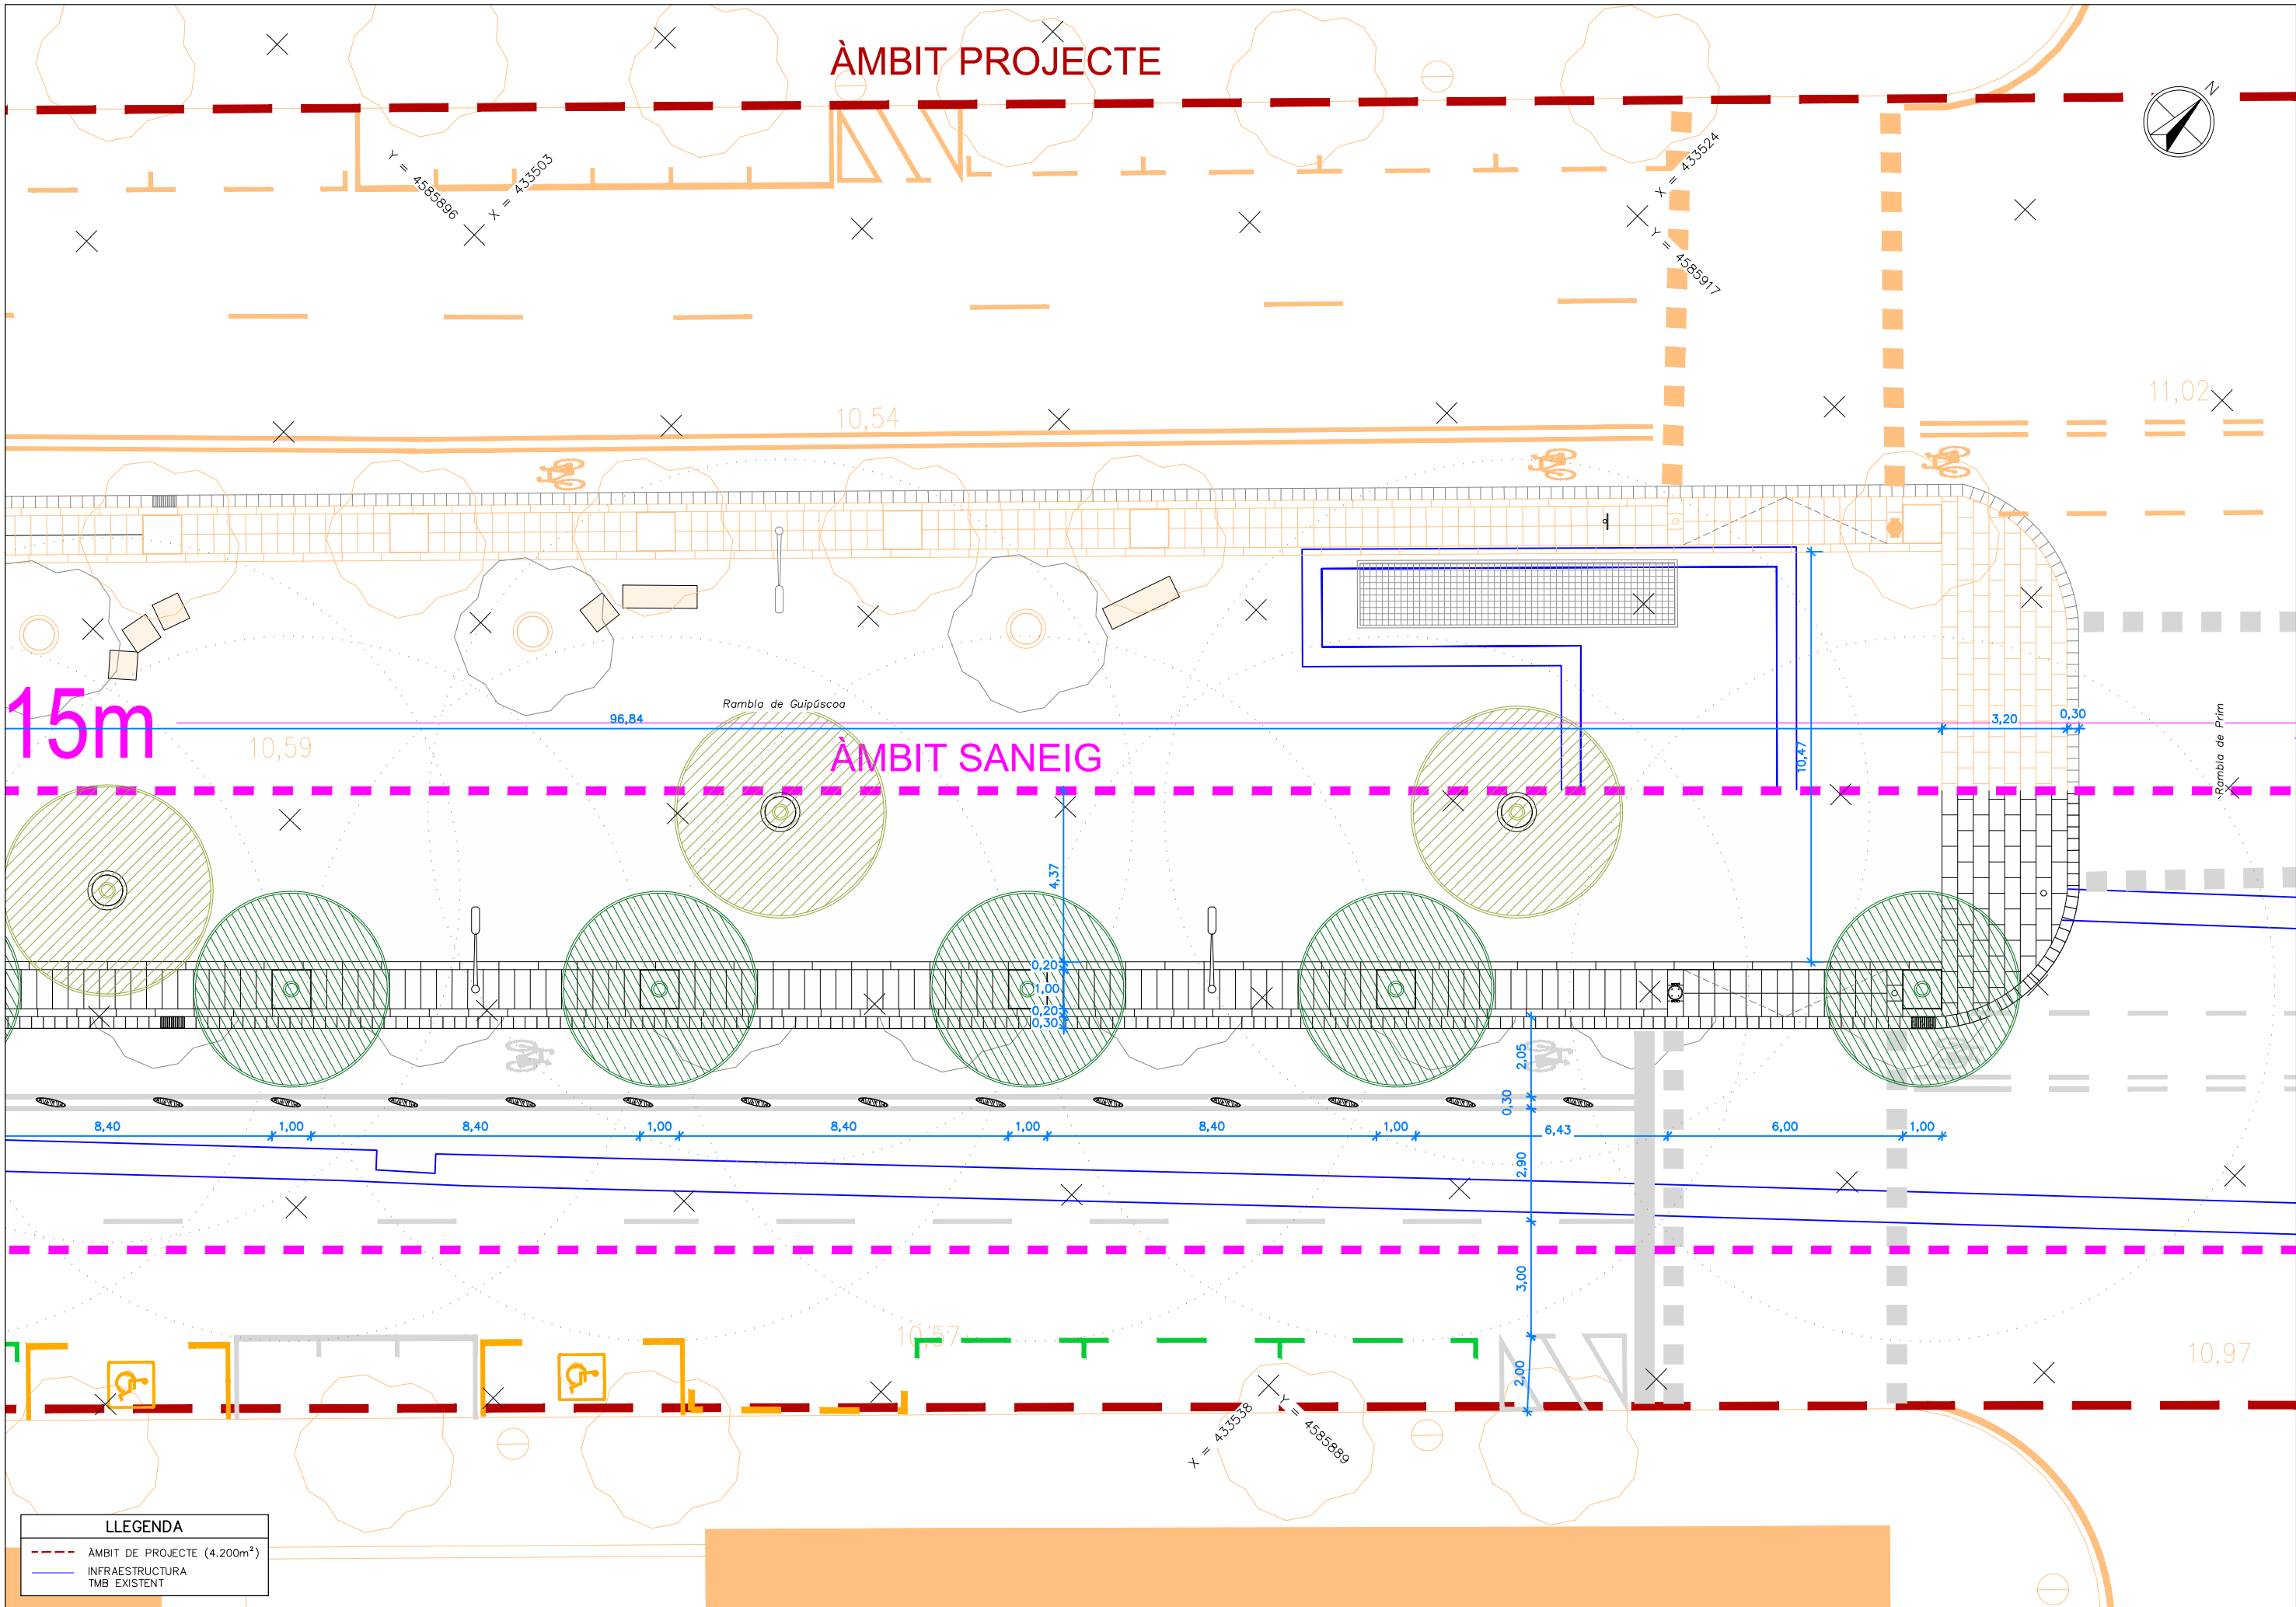 ÀMBIT PROJECTE
N
Y = 4585896
X = 433503
X = 433524
Y = 4585917
11,02
10,54
15m
Rambla de Guipúscoa
96,84
3,20
0,30
10,59
ÀMBIT SANEIG
10,47
Rambla de Prim
4,37
0,20
1,00
0,20
0,30
2,05
0,30
8,40
1,00
8,40
1,00
8,40
1,00
8,40
1,00
6,43
6,00
1,00
2,90
3,00
10,57
2,00
10,97
X = 433538
Y = 4585889
LLEGENDA
ÀMBIT DE PROJECTE (4.200m²)
INFRAESTRUCTURA
TMB EXISTENT